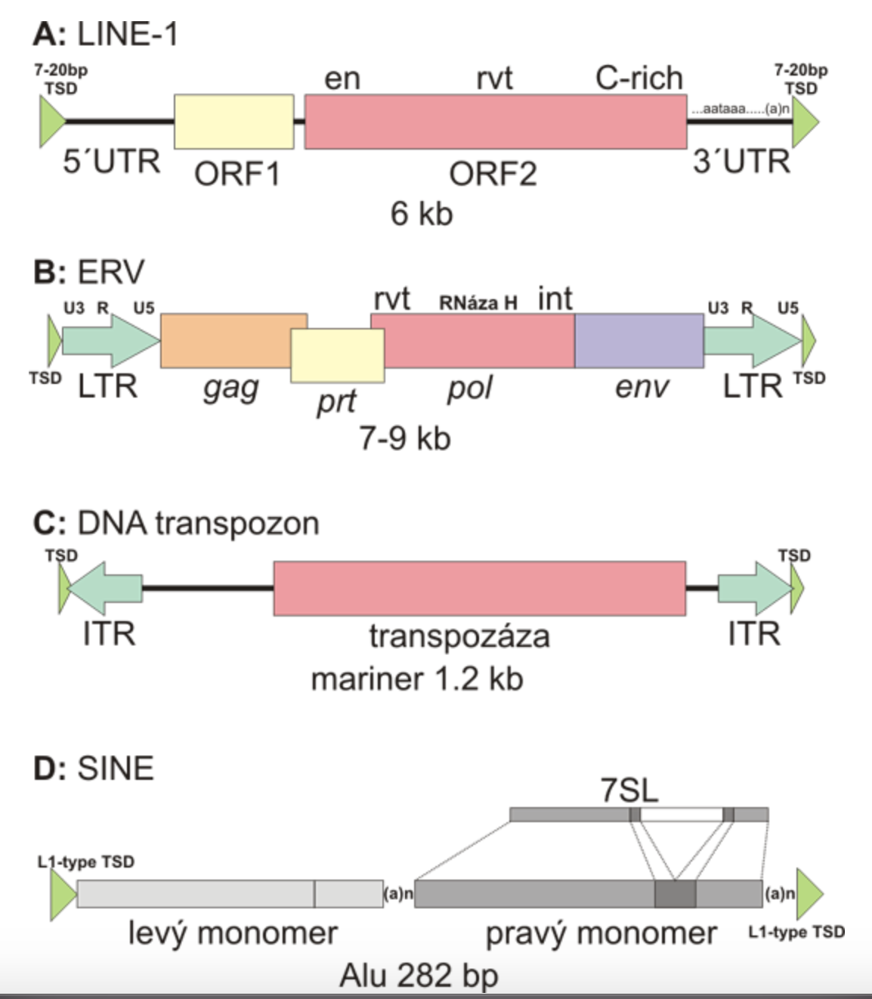 A: LINE-1
7-20bp
TSD
en rvt C-rich
7-20bp
TSD
...aataaa.....(a)n
5´UTR ORF1 ORF2 3´UTR
6 kb
B: ERV
U3 R U5 rvt RNáza H int U3 R U5
TSD LTR gag prt pol env LTR TSD
7-9 kb
C: DNA transpozon
TSD TSD
ITR transpozáza ITR
mariner 1.2 kb
D: SINE
7SL
L1-type TSD
(a)n (a)n
levý monomer pravý monomer L1-type TSD
Alu 282 bp